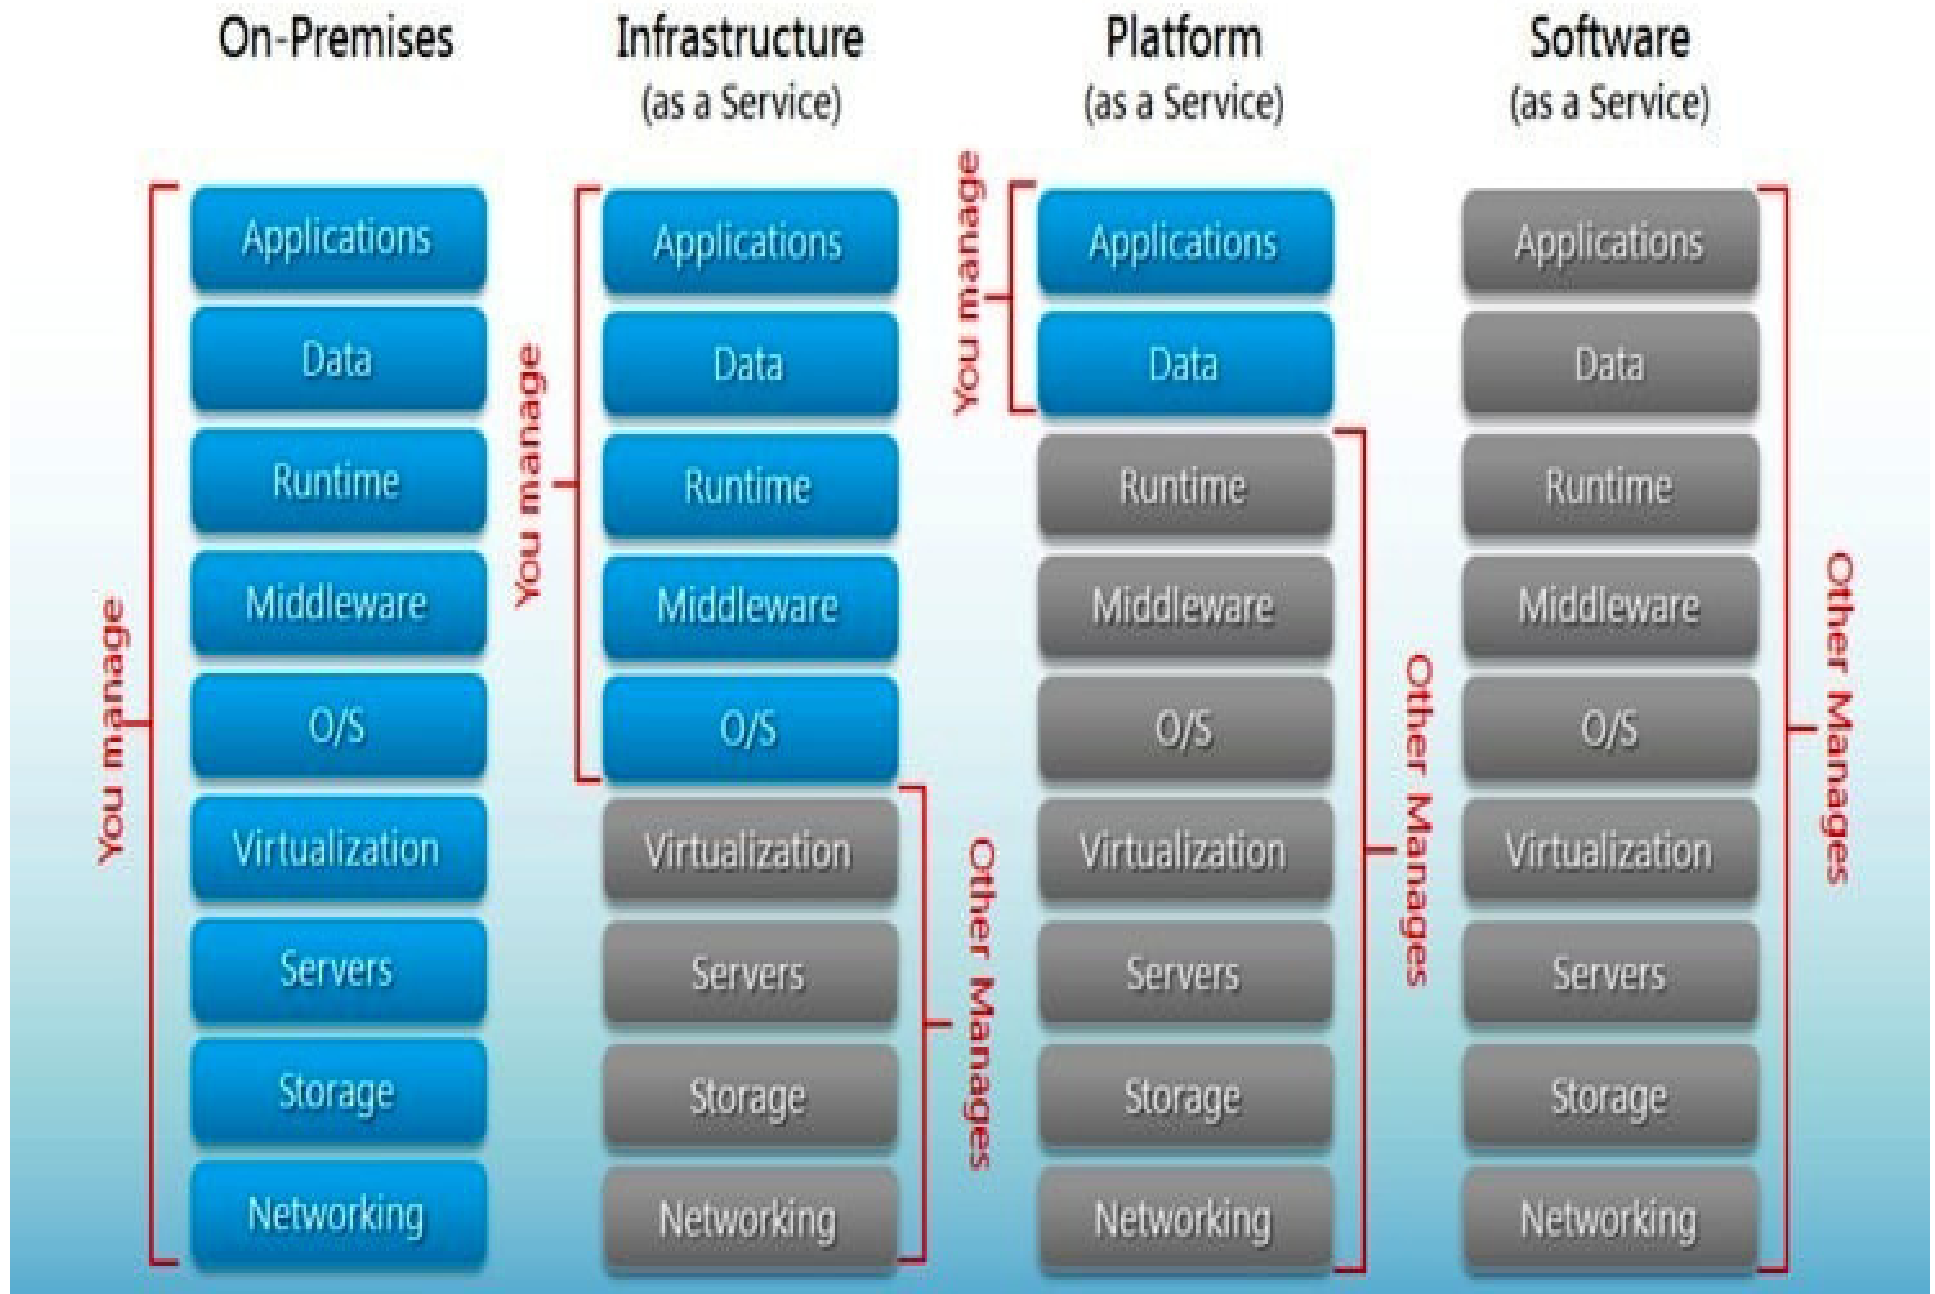 On-Premises
Infrastructure
(as a Service)
Platform
(as a Service)
Software
(as a Service)
You manage
Applications
Data
Runtime
Middleware
O/S
Virtualization
Servers
Storage
Networking
You manage
Applications
Data
Runtime
Middleware
O/S
Virtualization
Servers
Storage
Networking
Other Manages
You manage
Applications
Data
Runtime
Middleware
O/S
Virtualization
Servers
Storage
Networking
Other Manages
Applications
Data
Runtime
Middleware
O/S
Virtualization
Servers
Storage
Networking
Other Manages